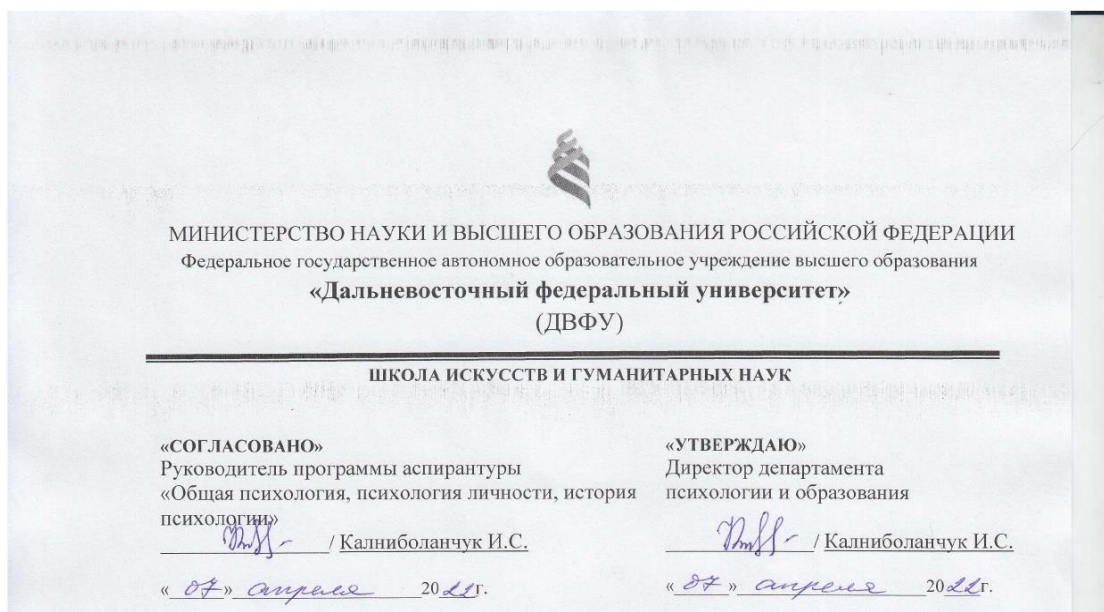 МИНИСТЕРСТВО НАУКИ И ВЫСШЕГО ОБРАЗОВАНИЯ РОССИЙСКОЙ ФЕДЕРАЦИИ
Федеральное государственное автономное образовательное учреждение высшего образования
«Дальневосточный федеральный университет»
(ДВФУ)
ШКОЛА ИСКУССТВ И ГУМАНИТАРНЫХ НАУК
«СОГЛАСОВАНО»
Руководитель программы аспирантуры
«Общая психология, психология личности, история
психологии»
/ Калниболанчук И.С.
«07» апреля 2022г.
«УТВЕРЖДАЮ»
Директор департамента
психологии и образования
/ Калниболанчук И.С.
«07» апреля 2022г.